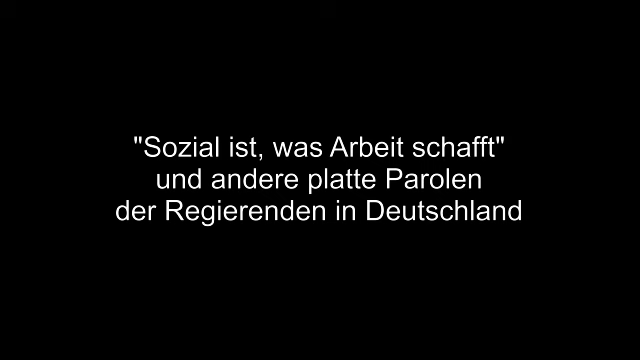 "Sozial ist, was Arbeit schafft"
und andere platte Parolen
der Regierenden in Deutschland